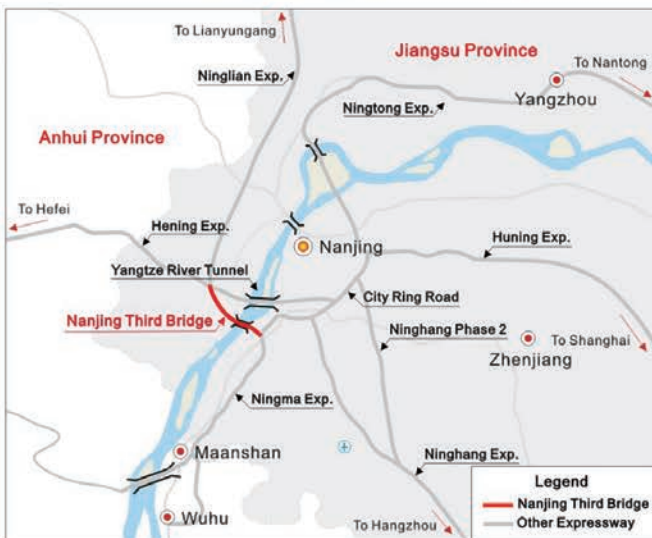 To Lianyungang
Jiangsu Province
Ninglian Exp.
To Nantong
Ningtong Exp.
Yangzhou
Anhui Province
To Hefei
Hening Exp.
Nanjing
Huning Exp.
Yangtze River Tunnel
City Ring Road
Nanjing Third Bridge
Ninghang Phase 2
To Shanghai
Zhenjiang
Ningma Exp.
Maanshan
Ninghang Exp.
Wuhu
To Hangzhou
Legend
Nanjing Third Bridge
Other Expressway